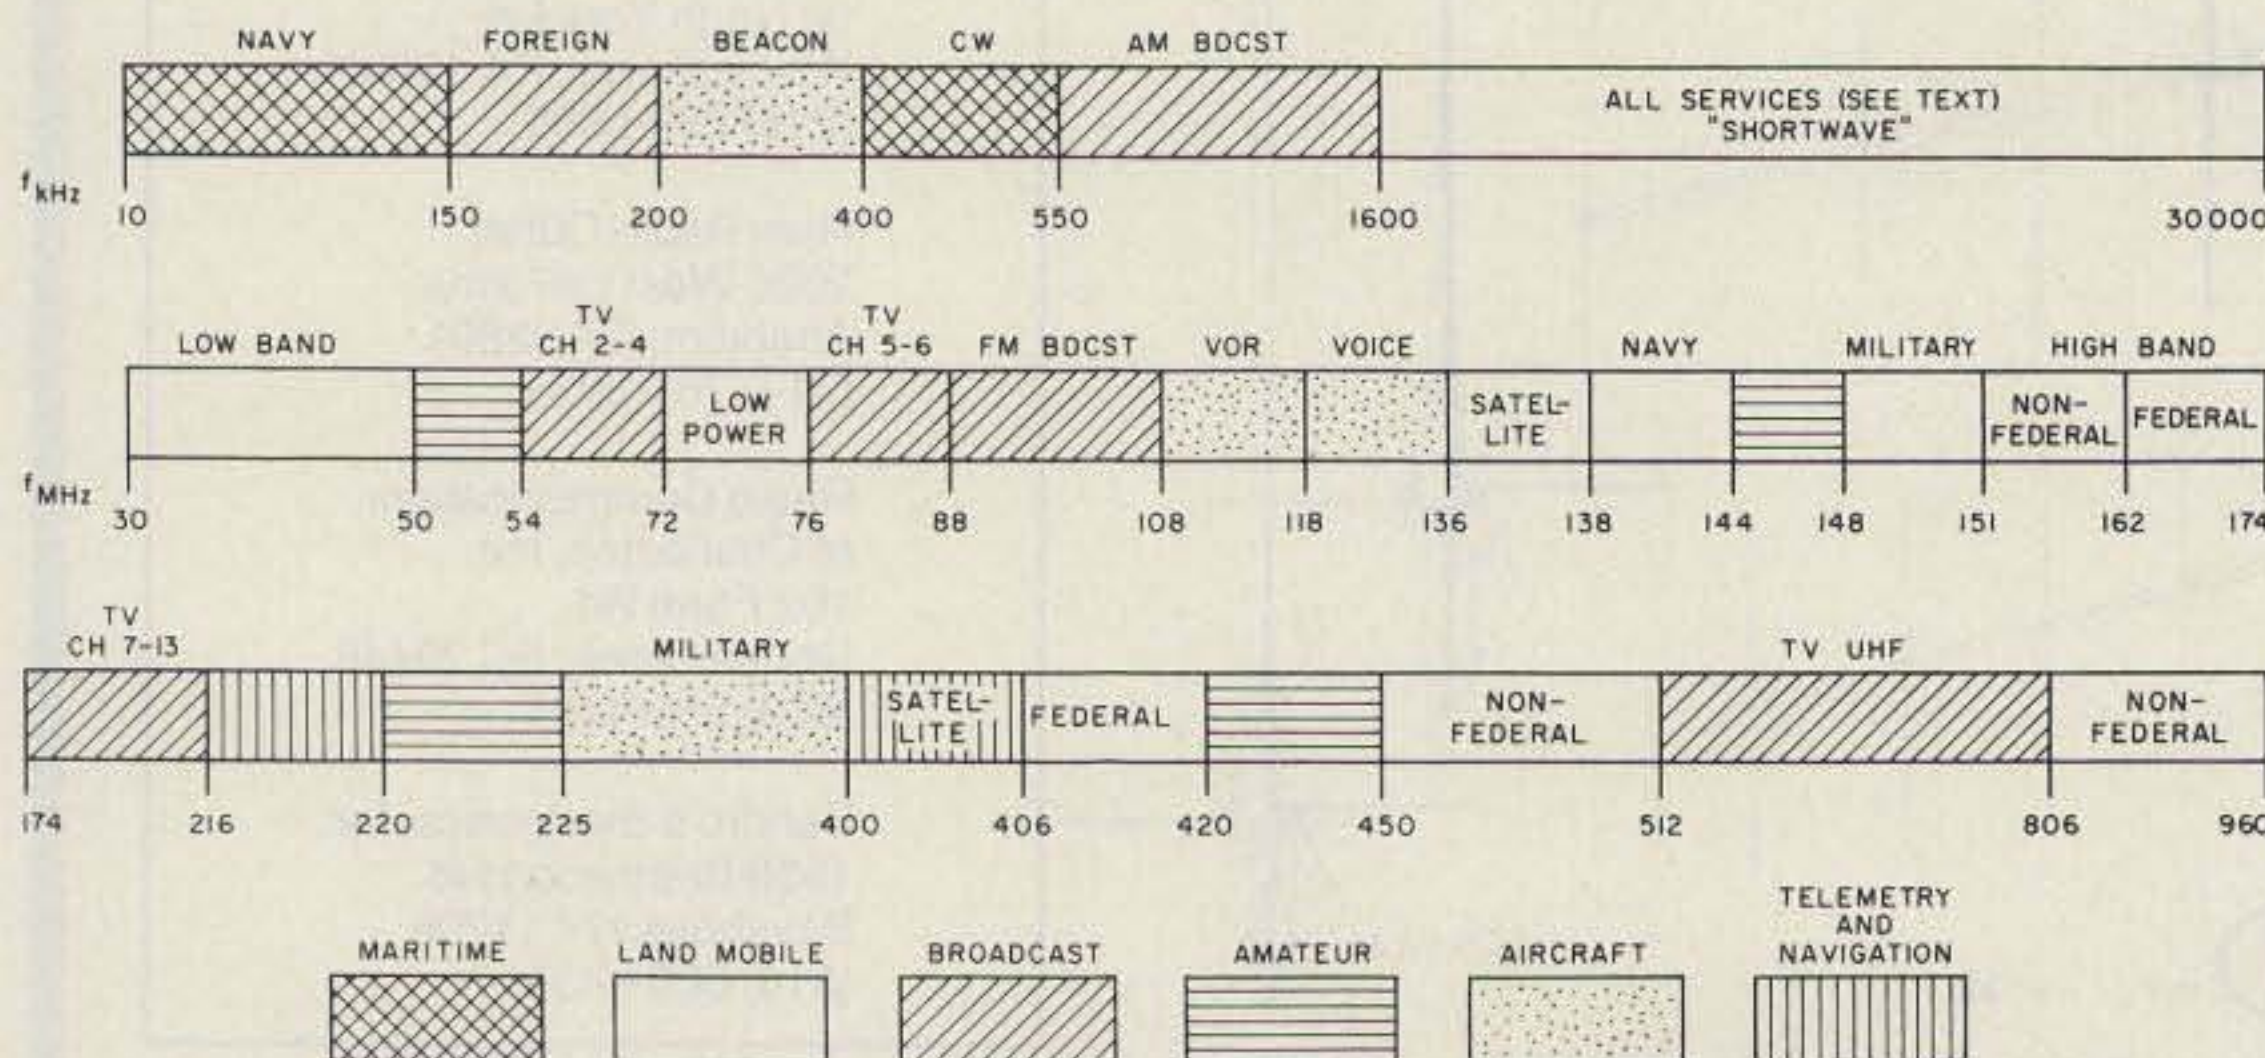 NAVY FOREIGN BEACON CW AM BDCST
ALL SERVICES (SEE TEXT)
"SHORTWAVE"
fkHz
10 150 200 400 550 1600 30000
TV TV
LOW BAND CH 2-4 CH 5-6 FM BDCST VOR VOICE NAVY MILITARY HIGH BAND
LOW
POWER
SATEL-
LITE
NON-
FEDERAL
FEDERAL
fMHz
30 50 54 72 76 88 108 118 136 138 144 148 151 162 174
TV
CH 7-13 MILITARY TV UHF
SATEL-
LITE
FEDERAL
NON-
FEDERAL
NON-
FEDERAL
174 216 220 225 400 406 420 450 512 806 960
MARITIME LAND MOBILE BROADCAST AMATEUR AIRCRAFT
TELEMETRY
AND
NAVIGATION